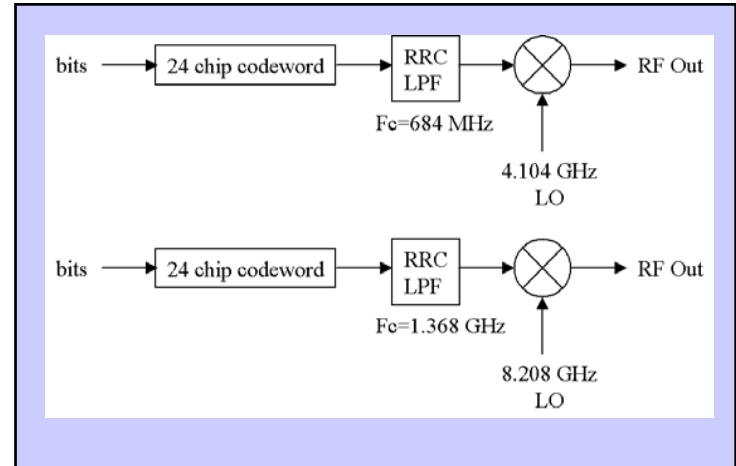 bits 24 chip codeword RRC LPF RF Out
Fc=684 MHz
4.104 GHz
LO
bits 24 chip codeword RRC LPF RF Out
Fc=1.368 GHz
8.208 GHz
LO